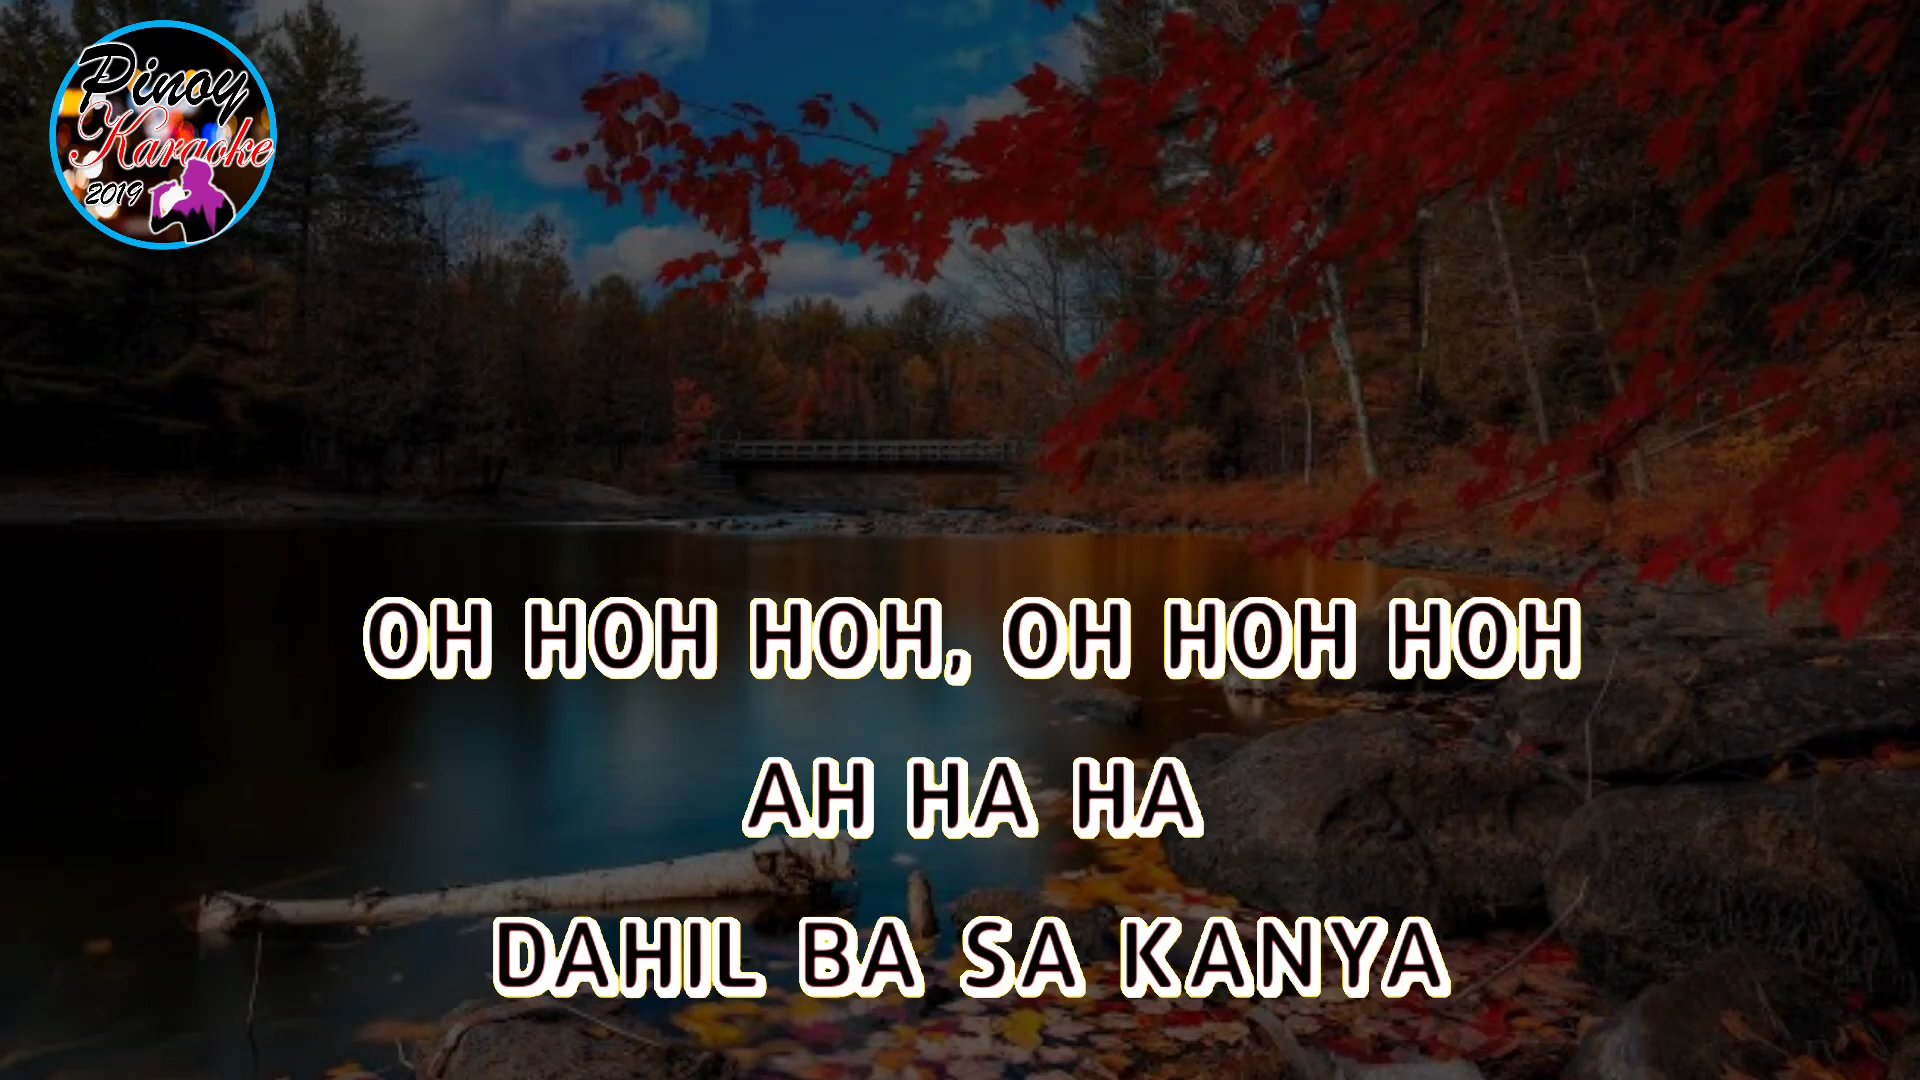 Pinoy
Karaoke
2019
OH HOH HOH, OH HOH HOH
AH HA HA
DAHIL BA SA KANYA